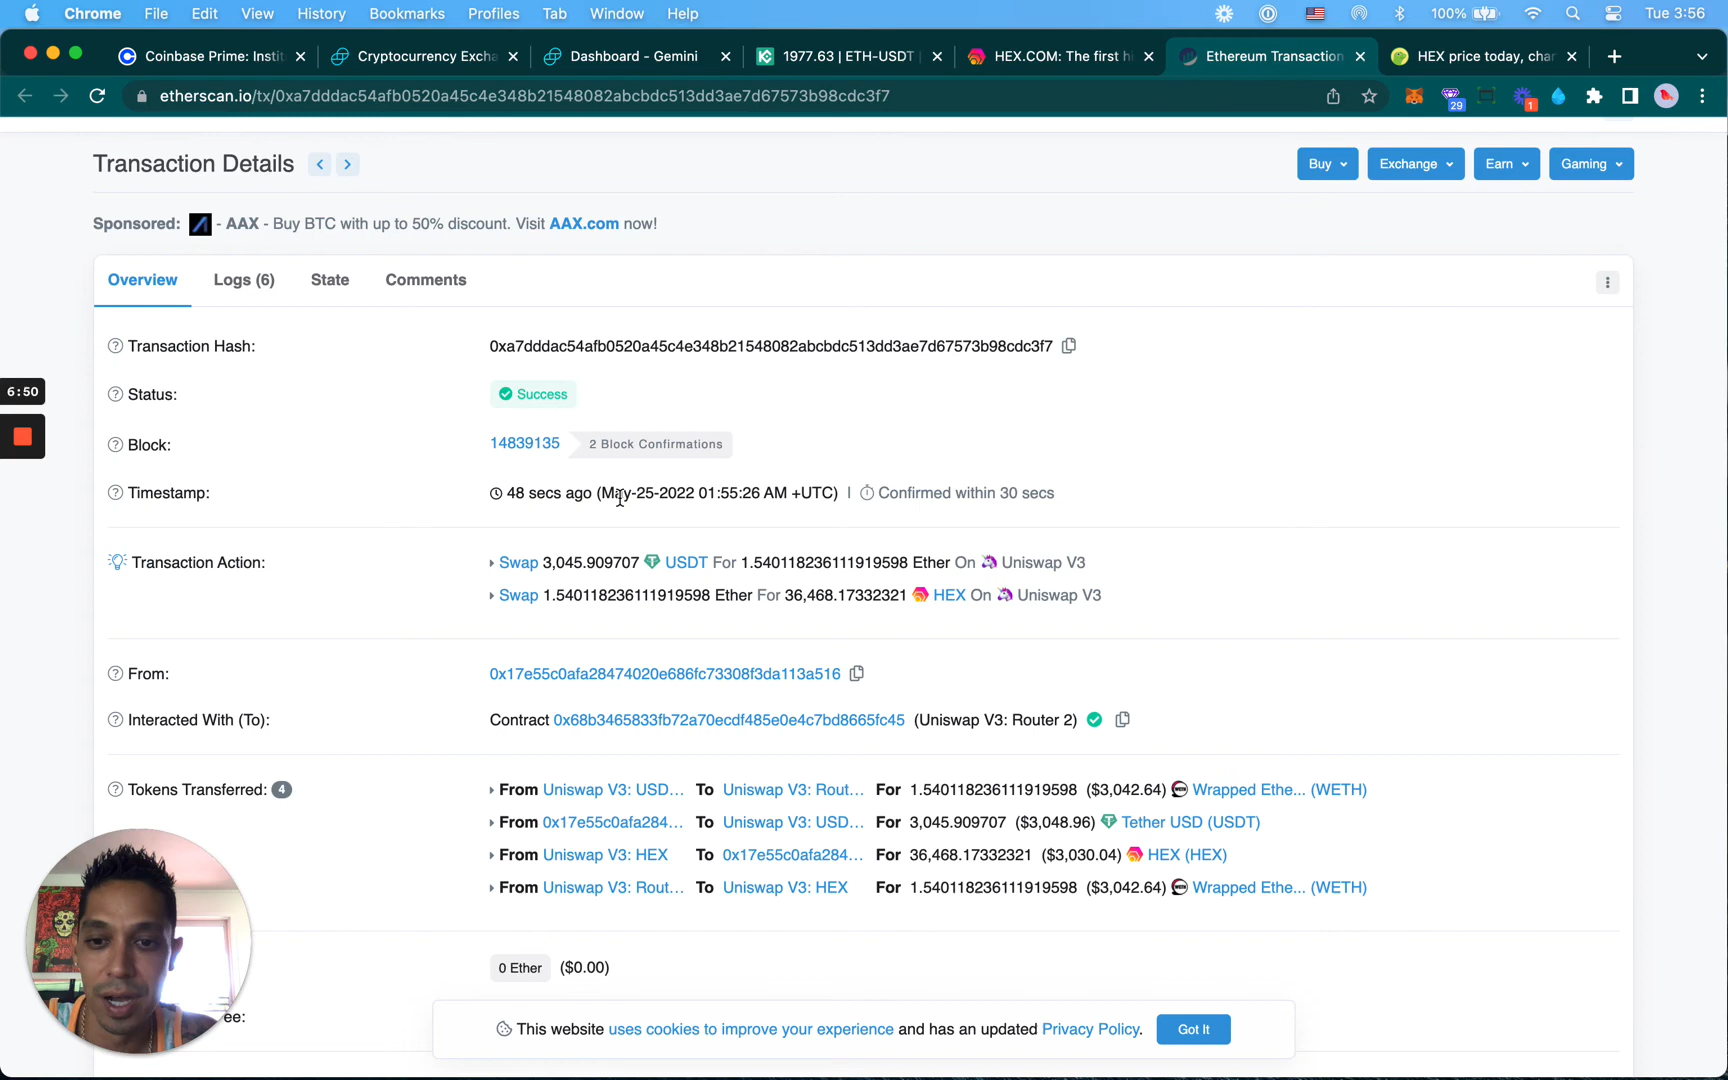 Chrome File Edit View History Bookmarks Profiles Tab Window Help 100% Tue 3:56
Coinbase Prime: Instit Cryptocurrency Excha Dashboard - Gemini 1977.63 | ETH-USDT HEX.COM: The first hi Ethereum Transaction HEX price today, char
etherscan.io/tx/0xa7dddac54afb0520a45c4e348b21548082abcbdc513dd3ae7d67573b98cdc3f7 29 1
Transaction Details Buy Exchange Earn Gaming
Sponsored: - AAX - Buy BTC with up to 50% discount. Visit AAX.com now!
Overview Logs (6) State Comments
Transaction Hash: 0xa7dddac54afb0520a45c4e348b21548082abcbdc513dd3ae7d67573b98cdc3f7
6:50
Status: Success
Block: 14839135 2 Block Confirmations
Timestamp: 48 secs ago (May-25-2022 01:55:26 AM +UTC) | Confirmed within 30 secs
Transaction Action: Swap 3,045.909707 USDT For 1.540118236111919598 Ether On Uniswap V3
Swap 1.540118236111919598 Ether For 36,468.17332321 HEX On Uniswap V3
From: 0x17e55c0afa28474020e686fc73308f3da113a516
Interacted With (To): Contract 0x68b3465833fb72a70ecdf485e0e4c7bd8665fc45 (Uniswap V3: Router 2)
Tokens Transferred: 4 From Uniswap V3: USD... To Uniswap V3: Rout... For 1.540118236111919598 ($3,042.64) Wrapped Ethe... (WETH)
From 0x17e55c0afa284... To Uniswap V3: USD... For 3,045.909707 ($3,048.96) Tether USD (USDT)
From Uniswap V3: HEX To 0x17e55c0afa284... For 36,468.17332321 ($3,030.04) HEX (HEX)
From Uniswap V3: Rout... To Uniswap V3: HEX For 1.540118236111919598 ($3,042.64) Wrapped Ethe... (WETH)
0 Ether ($0.00)
ee: This website uses cookies to improve your experience and has an updated Privacy Policy. Got It